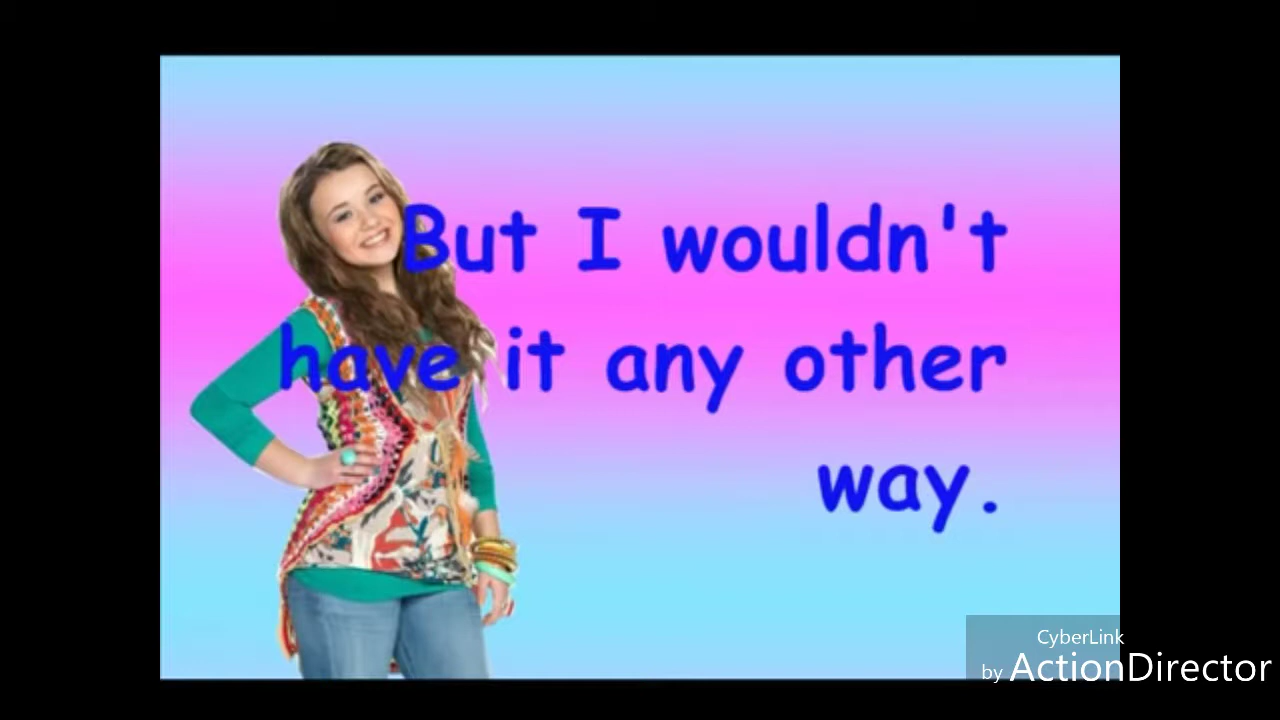 But I wouldn't
have it any other
way.
CyberLink
by ActionDirector